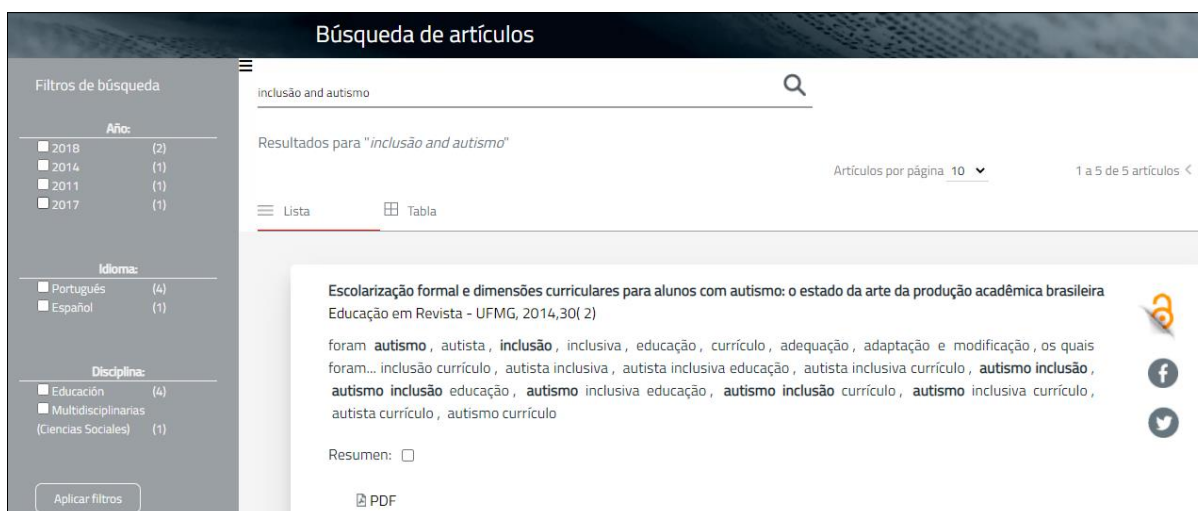 Búsqueda de artículos
Filtros de búsqueda
Año:
2018 (2)
2014 (1)
2011 (1)
2017 (1)
Idioma:
Portugués (4)
Español (1)
Disciplina:
Educación (4)
Multidisciplinarias
(Ciencias Sociales) (1)
Aplicar filtros
inclusão and autismo
Resultados para "inclusão and autismo"
Artículos por página 10
1 a 5 de 5 artículos <
Lista
Tabla
Escolarização formal e dimensões curriculares para alunos com autismo: o estado da arte da produção acadêmica brasileira
Educação em Revista - UFMG, 2014,30( 2)
foram autismo , autista , inclusão , inclusiva , educação , currículo , adequação , adaptação e modificação , os quais
foram... inclusão currículo , autista inclusiva , autista inclusiva educação , autista inclusiva currículo , autismo inclusão ,
autismo inclusão educação , autismo inclusiva educação , autismo inclusão currículo , autismo inclusiva currículo ,
autista currículo , autismo currículo
Resumen:
PDF